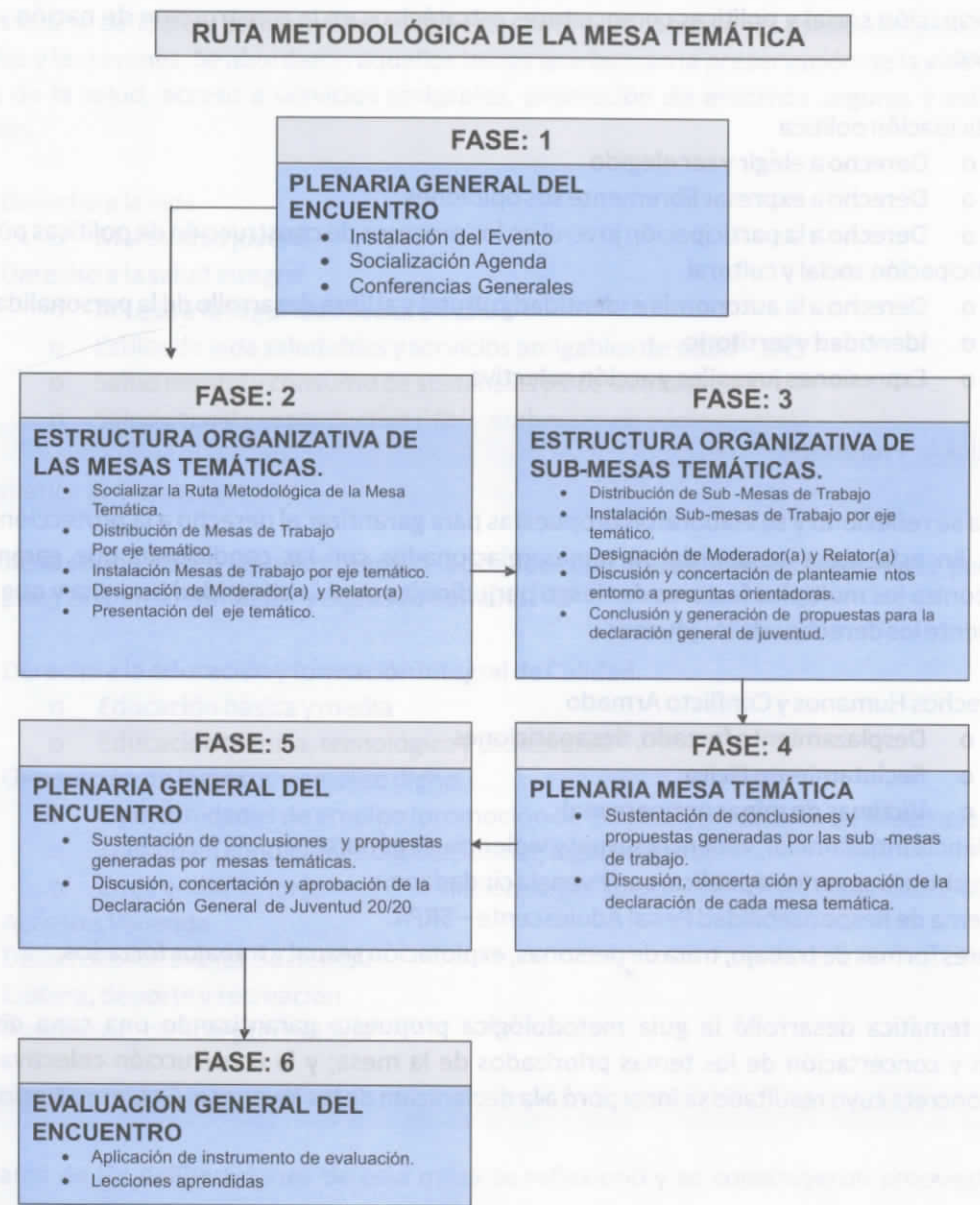 RUTA METODOLÓGICA DE LA MESA TEMÁTICA
FASE: 1
PLENARIA GENERAL DEL
ENCUENTRO
• Instalación del Evento
• Socialización Agenda
• Conferencias Generales
FASE: 2
ESTRUCTURA ORGANIZATIVA DE
LAS MESAS TEMÁTICAS.
• Socializar la Ruta Metodológica de la Mesa
Temática
• Distribución de Mesas de Trabajo
Por eje temático.
• Instalación Mesas de Trabajo por eje temático.
• Designación de Moderador(a) y Relator(a)
• Presentación del eje temático.
FASE: 3
ESTRUCTURA ORGANIZATIVA DE
SUB-MESAS TEMÁTICAS.
• Distribución de Sub -Mesas de Trabajo
• Instalación Sub-mesas de Trabajo por eje
temático.
• Designación de Moderador(a) y Relator(a)
• Discusión y concertación de planteamie ntos
entorno a preguntas orientadoras.
• Conclusión y generación de propuestas para la
declaración general de juventud.
FASE: 4
PLENARIA MESA TEMÁTICA
• Sustentación de conclusiones y
propuestas generadas por las sub -mesas
de trabajo.
• Discusión, concerta ción y aprobación de la
declaración de cada mesa temática.
FASE: 5
PLENARIA GENERAL DEL
ENCUENTRO
• Sustentación de conclusiones y propuestas
generadas por mesas temáticas.
• Discusión, concertación y aprobación de la
Declaración General de Juventud 20/20
FASE: 6
EVALUACIÓN GENERAL DEL
ENCUENTRO
• Aplicación de instrumento de evaluación.
• Lecciones aprendidas